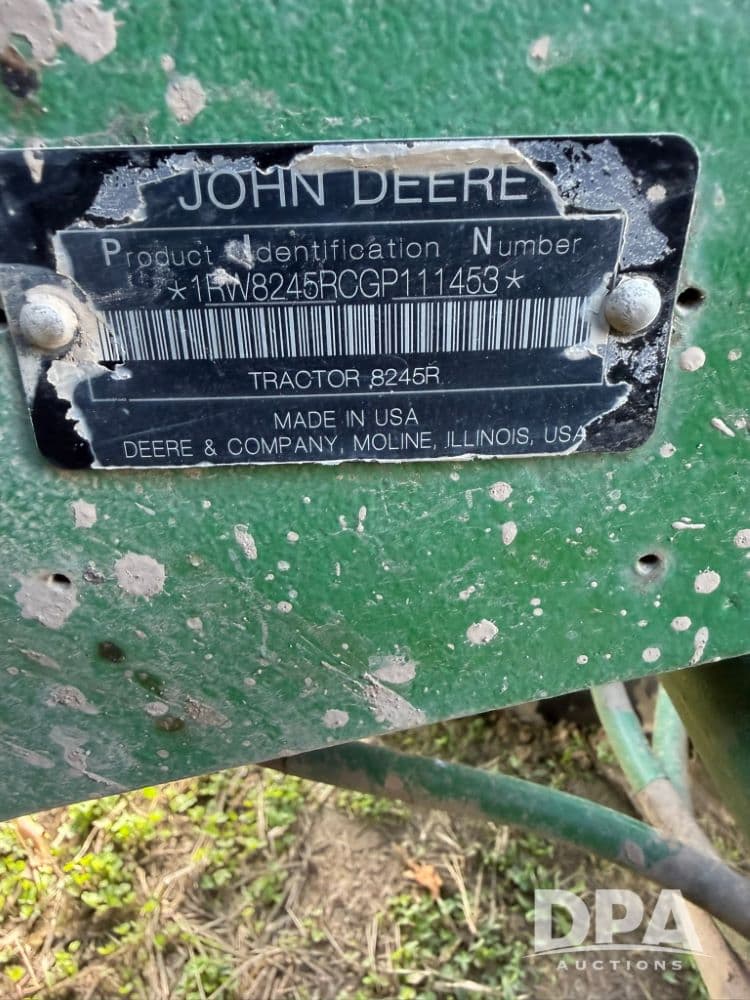 JOHN DEERE
Product Identification Number
*1RW8245RCGP111453*
TRACTOR 8245R
MADE IN USA
DEERE & COMPANY, MOLINE, ILLINOIS, USA
DPA
AUCTIONS